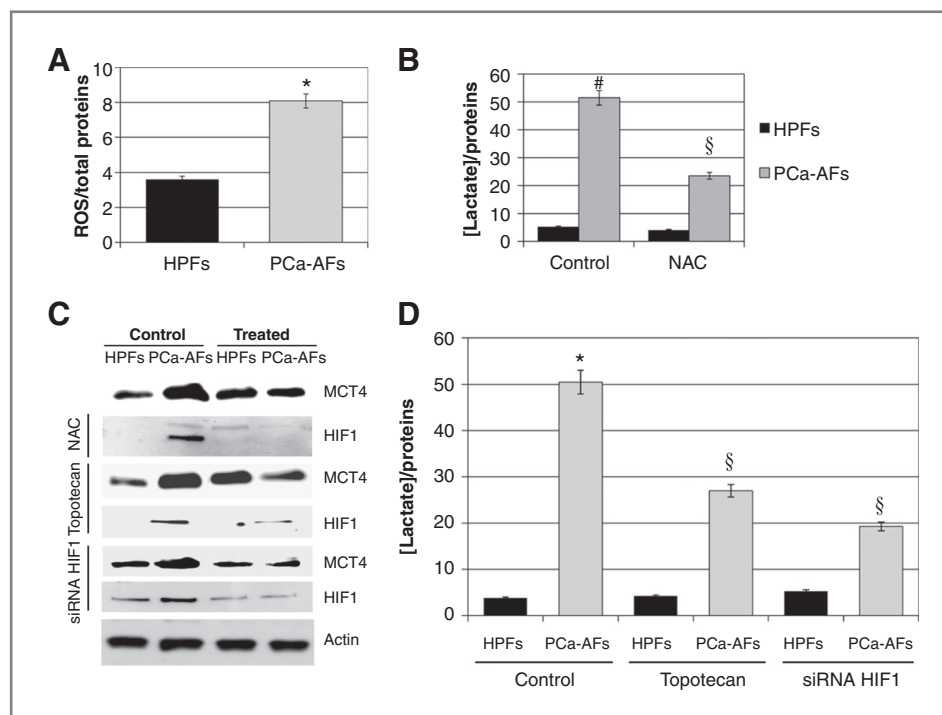 A
ROS/total proteins
10
8
6
4
2
0
*
HPFs PCa-AFs
B
[Lactate]/proteins
60
50
40
30
20
10
0
#
§
Control NAC
HPFs
PCa-AFs
C
Control Treated
HPFs PCa-AFs HPFs PCa-AFs
NAC
MCT4
HIF1
Topotecan
MCT4
HIF1
siRNA HIF1
MCT4
HIF1
Actin
D
[Lactate]/proteins
60
50
40
30
20
10
0
*
§
§
HPFs PCa-AFs HPFs PCa-AFs HPFs PCa-AFs
Control Topotecan siRNA HIF1